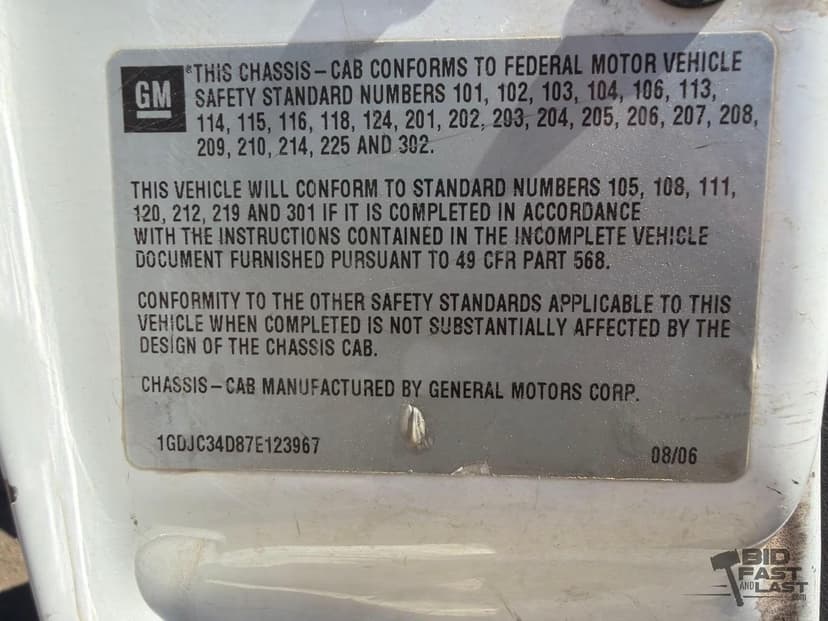 GM
®THIS CHASSIS-CAB CONFORMS TO FEDERAL MOTOR VEHICLE
SAFETY STANDARD NUMBERS 101, 102, 103, 104, 106, 113,
114, 115, 116, 118, 124, 201, 202, 203, 204, 205, 206, 207, 208,
209, 210, 214, 225 AND 302.
THIS VEHICLE WILL CONFORM TO STANDARD NUMBERS 105, 108, 111,
120, 212, 219 AND 301 IF IT IS COMPLETED IN ACCORDANCE
WITH THE INSTRUCTIONS CONTAINED IN THE INCOMPLETE VEHICLE
DOCUMENT FURNISHED PURSUANT TO 49 CFR PART 568.
CONFORMITY TO THE OTHER SAFETY STANDARDS APPLICABLE TO THIS
VEHICLE WHEN COMPLETED IS NOT SUBSTANTIALLY AFFECTED BY THE
DESIGN OF THE CHASSIS CAB.
CHASSIS-CAB MANUFACTURED BY GENERAL MOTORS CORP.
1GDJC34D87E123967 08/06
BID
FAST
AND LAST
.com